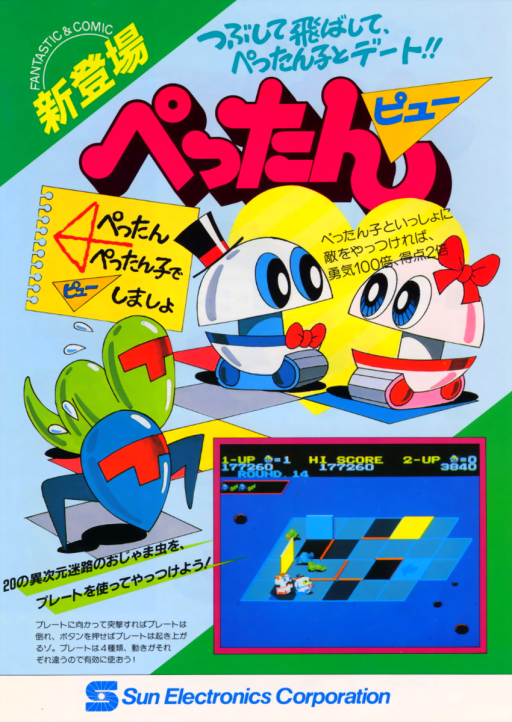 FANTASTIC & COMIC
新登場
つぶして飛ばして、
ぺったん子とデート!!
ぺったん
ピュー
ぺったん
ぺったん子で
ピュー
しましょ
ぺったん子といっしょに
敵をやっつければ、
勇気100倍、得点2倍
1-UP =1 HI SCORE 2-UP =0
177260 177260 3840
ROUND 14
20の異次元迷路のおじゃま虫を、
プレートを使ってやっつけよう!
プレートに向かって突撃すればプレートは
倒れ、ボタンを押せばプレートは起き上が
るゾ。プレートは4種類、動きがそれ
ぞれ違うので有効に使おう!
Sun Electronics Corporation